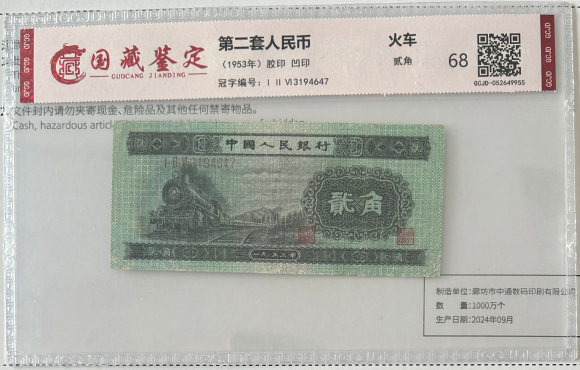 国藏鉴定
GUOCANG JIANDING
第二套人民币
(1953年) 胶印 凹印
冠字编号: I II VI3194647
火车
贰角
68
GCJD-052649955
GCJD
GCJD
文件封内请勿夹寄现金、危险品及其他任何禁寄物品。
Cash, hazardous artic
中國人民銀行
3194647
貳角
一九五三年
制造单位:廊坊市中通数码印刷有限公
数 量:1000万个
生产日期:2024年09月